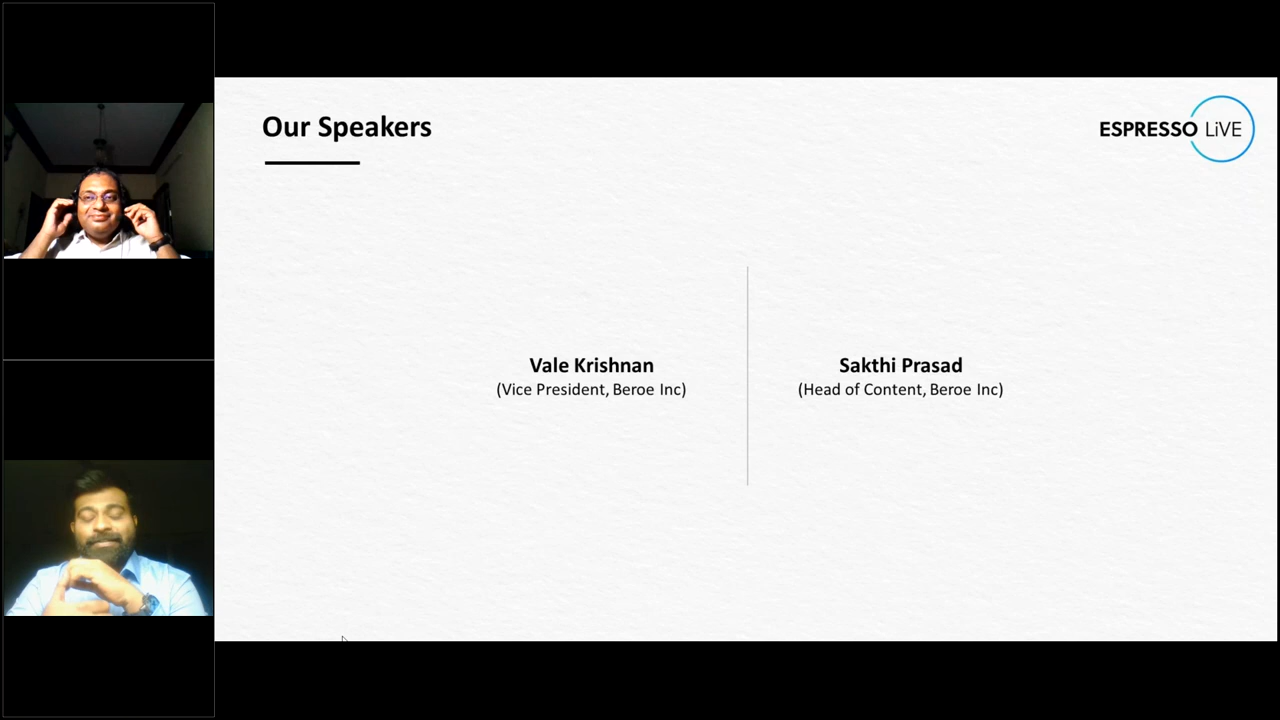 Our Speakers
ESPRESSO LiVE
Vale Krishnan
(Vice President, Beroe Inc)
Sakthi Prasad
(Head of Content, Beroe Inc)